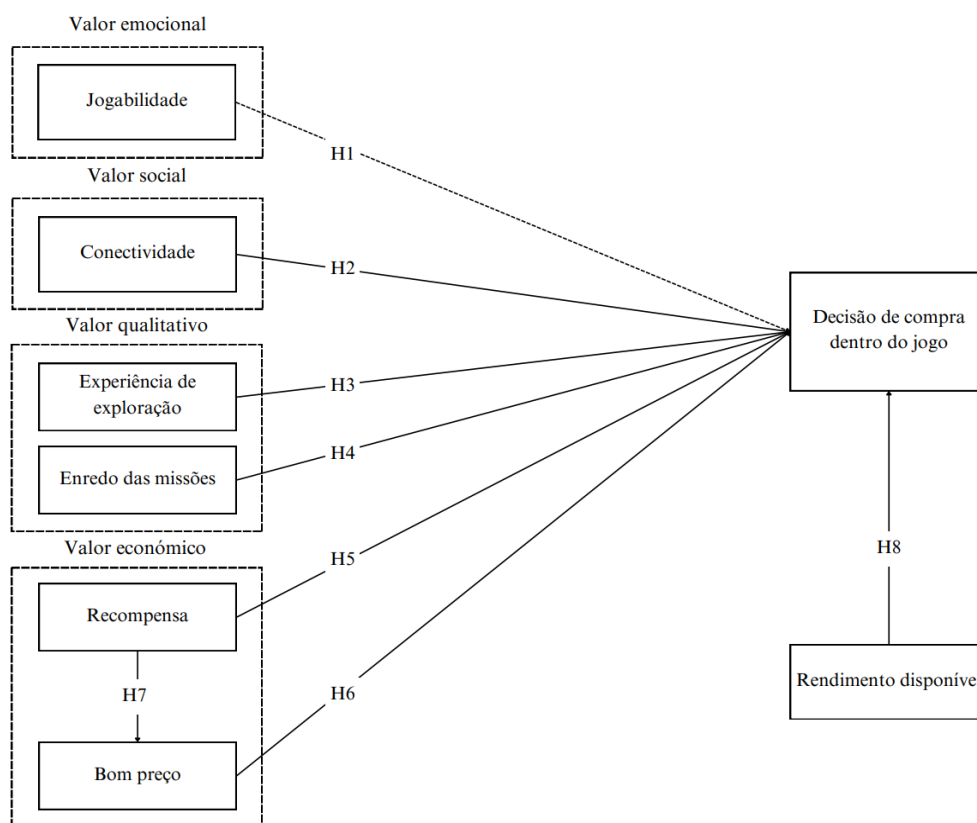 Valor emocional
Jogabilidade
H1
Valor social
Conectividade
H2
Valor qualitativo
Experiência de
exploração
H3
Enredo das missões
H4
Valor económico
Recompensa
H5
H7
Bom preço
H6
Decisão de compra
dentro do jogo
H8
Rendimento disponíve